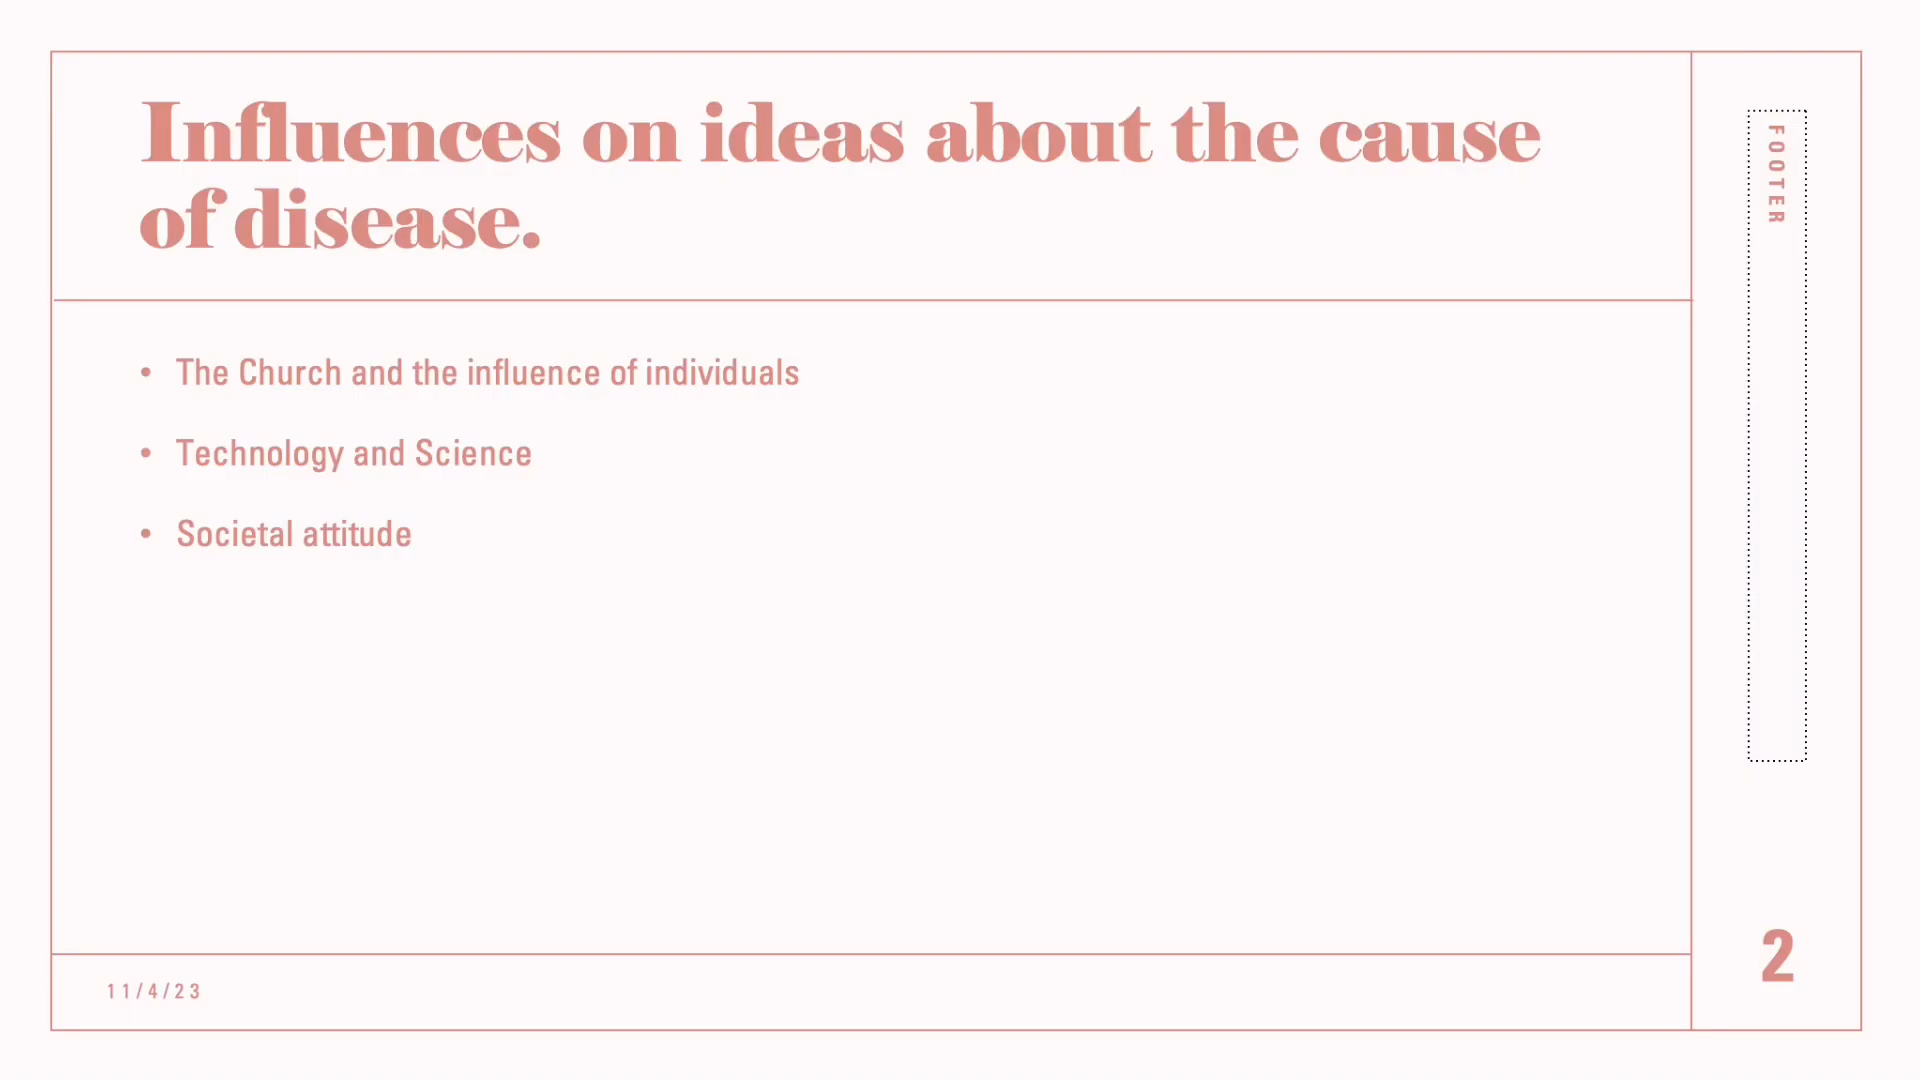 Influences on ideas about the cause
of disease.
• The Church and the influence of individuals
• Technology and Science
• Societal attitude
FOOTER
11/4/23
2